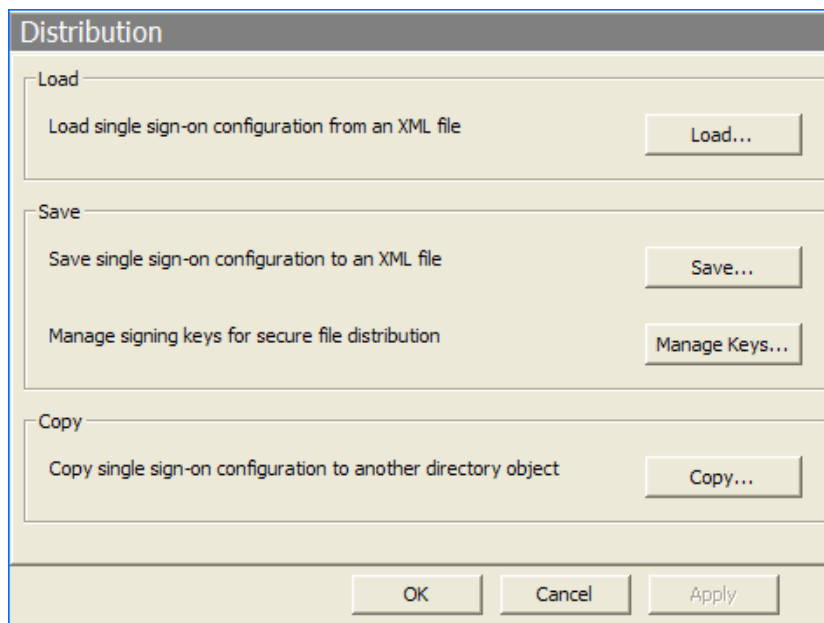 Distribution
Load
Load single sign-on configuration from an XML file
Load...
Save
Save single sign-on configuration to an XML file
Save...
Manage signing keys for secure file distribution
Manage Keys...
Copy
Copy single sign-on configuration to another directory object
Copy...
OK
Cancel
Apply